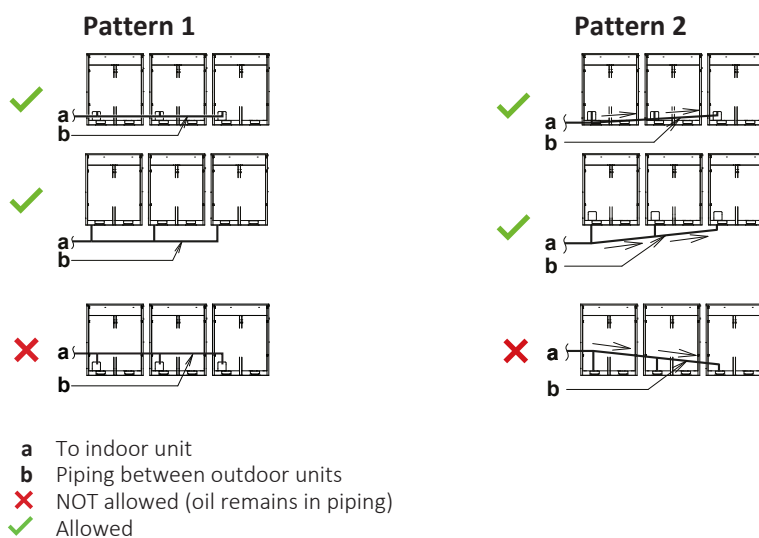 Pattern 1
a
b
a
b
a
b
Pattern 2
a
b
a
b
a
b
a To indoor unit
b Piping between outdoor units
NOT allowed (oil remains in piping)
Allowed